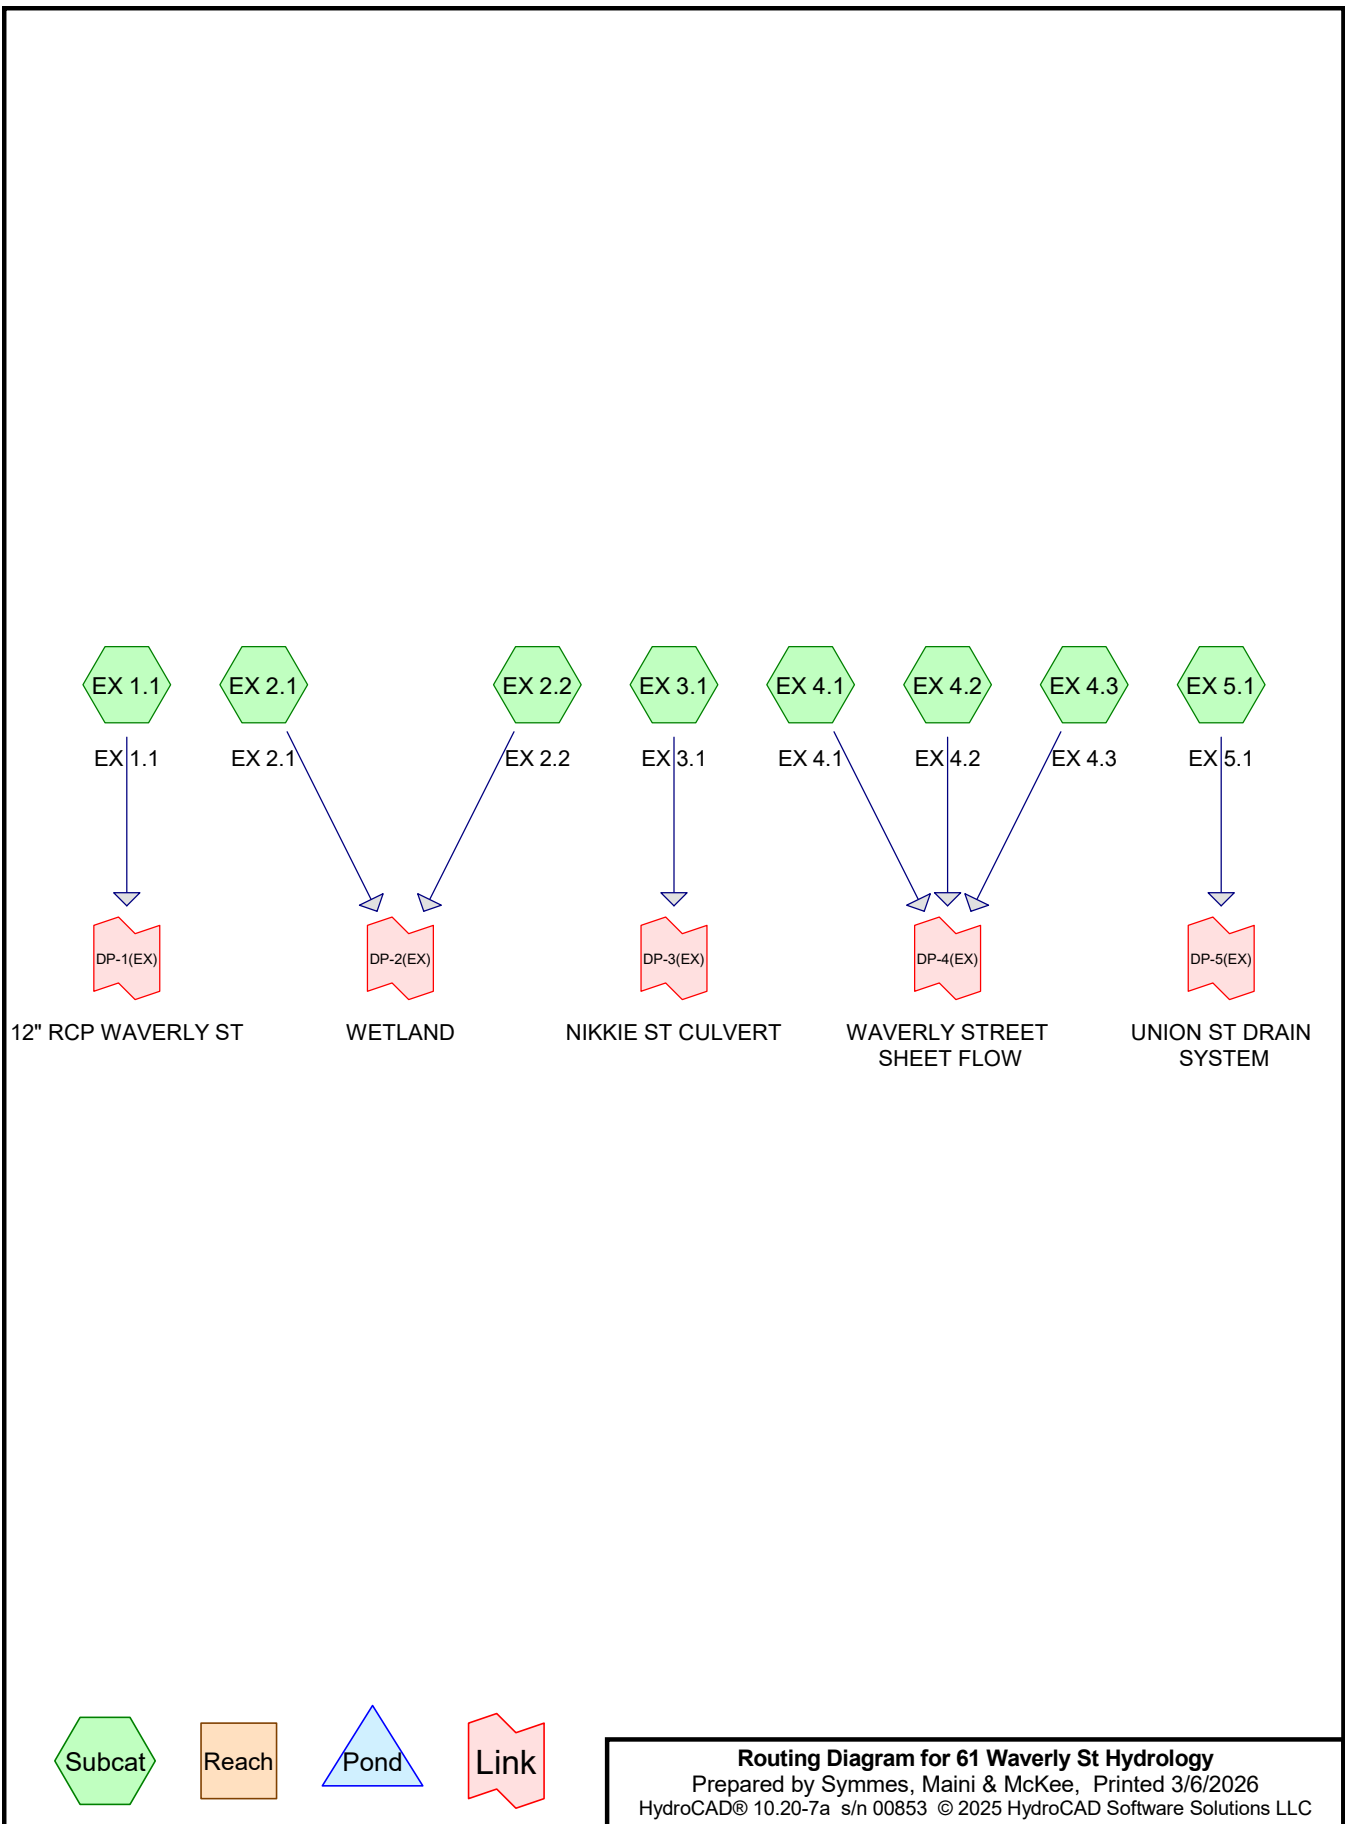 EX 1.1 EX 2.1 EX 2.2 EX 3.1 EX 4.1 EX 4.2 EX 4.3 EX 5.1
EX 1.1 EX 2.1 EX 2.2 EX 3.1 EX 4.1 EX 4.2 EX 4.3 EX 5.1
DP-1(EX) DP-2(EX) DP-3(EX) DP-4(EX) DP-5(EX)
12" RCP WAVERLY ST
WETLAND
NIKKIE ST CULVERT
WAVERLY STREET
SHEET FLOW
UNION ST DRAIN
SYSTEM
Subcat Reach Pond Link
Routing Diagram for 61 Waverly St Hydrology
Prepared by Symmes, Maini & McKee, Printed 3/6/2026
HydroCAD® 10.20-7a s/n 00853 © 2025 HydroCAD Software Solutions LLC